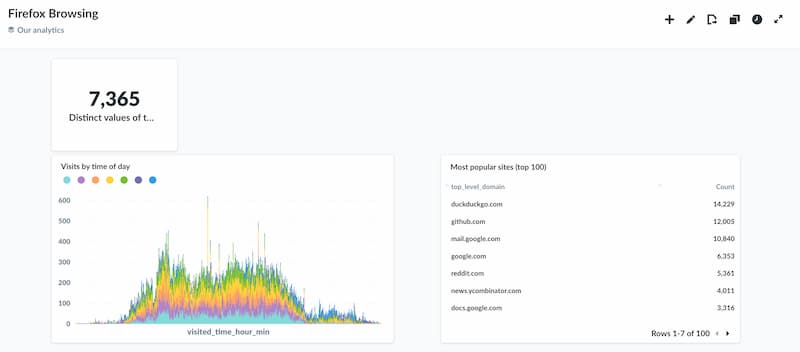 Firefox Browsing
Our analytics
7,365
Distinct values of t...
Visits by time of day
600
500
400
300
200
100
0
visited_time_hour_min
Most popular sites (top 100)
top_level_domain Count
duckduckgo.com 14,229
github.com 12,005
mail.google.com 10,840
google.com 6,353
reddit.com 5,361
news.ycombinator.com 4,011
docs.google.com 3,316
Rows 1-7 of 100